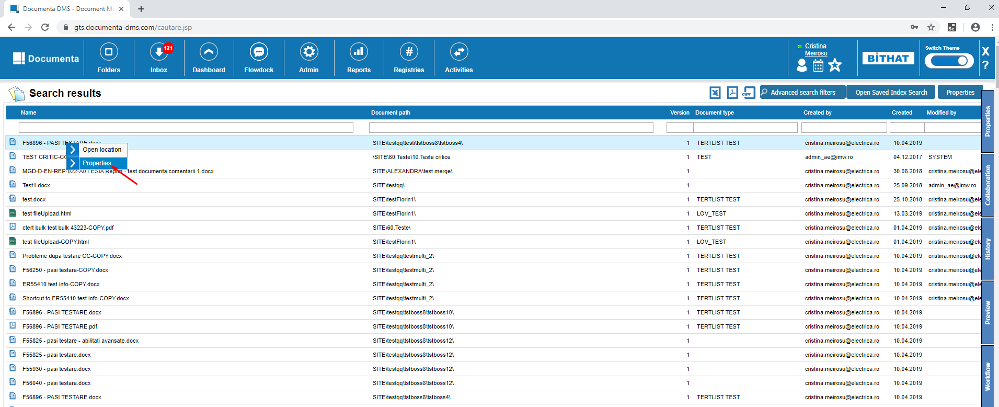 Documenta DMS - Document Ma
gts.documenta-dms.com/cautare.jsp
Se
Documenta
Folders
121
Inbox
Dashboard
Flowdock
Admin
Reports
#
Registries
Activities
Cristina
Meirosu
BiTHAT
Switch Theme
X
?
Search results
CSV
Advanced search filters
Open Saved Index Search
Properties
Name Document path Version Document type Created by Created Modified by
F56896 - PASI TESTARE.docx SITE\testqq\testi\tstboss8\tstboss4\ 1 TERTLIST TEST cristina.meirosu@electrica.ro 10.04.2019
Open location
TEST CRITIC-CO \SITE\60.Teste\10.Teste critice 1 TEST admin_ae@imw.ro 04.12.2017 SYSTEM
Properties
MGD-D-EN-REP-022-A01 ESIA Report - test documenta comentarii 1.docx SITE\ALEXANDRA\test merge\ 1 cristina.meirosu@electrica.ro 30.08.2018 cristina.meirosu@ele
Test1.docx SITE\testqq\ 1 cristina.meirosu@electrica.ro 25.09.2018 admin_ae@imw.ro
test.docx SITE\testFlorin1\ 1 TERTLIST TEST cristina.meirosu@electrica.ro 25.10.2018 cristina.meirosu@ele
test fileUpload.html SITE\testFlorin1\ 1 LOV_TEST cristina.meirosu@electrica.ro 13.03.2019 cristina.meirosu@ele
ctert bulk test bulk 43223-COPY.pdf SITE\60.Teste\ 1 TERTLIST TEST cristina.meirosu@electrica.ro 01.04.2019 cristina.meirosu@ele
test fileUpload-COPY.html SITE\testFlorin1\ 1 LOV_TEST cristina.meirosu@electrica.ro 01.04.2019 cristina.meirosu@ele
Probleme dupa testare CC-COPY.docx SITE\testqq\testmulti_2\ 1 TERTLIST TEST cristina.meirosu@electrica.ro 10.04.2019 cristina.meirosu@ele
F56250 - pasi testare-COPY.docx SITE\testqq\testmulti_2\ 1 TERTLIST TEST cristina.meirosu@electrica.ro 10.04.2019 cristina.meirosu@ele
ER55410 test info-COPY.docx SITE\testqq\testmulti_2\ 1 TERTLIST TEST cristina.meirosu@electrica.ro 10.04.2019 cristina.meirosu@ele
Shortcut to ER55410 test info-COPY.docx SITE\testqq\testmulti_2\ 1 TERTLIST TEST cristina.meirosu@electrica.ro 10.04.2019 cristina.meirosu@ele
F56896 - PASI TESTARE.docx SITE\testqq\tstboss8\tstboss10\ 1 TERTLIST TEST cristina.meirosu@electrica.ro 10.04.2019
F56896 - PASI TESTARE.pdf SITE\testqq\tstboss8\tstboss10\ 1 TERTLIST TEST cristina.meirosu@electrica.ro 10.04.2019
F55825 - pasi testare - abilitati avansate.docx SITE\testqq\tstboss8\tstboss12\ 1 cristina.meirosu@electrica.ro 10.04.2019
F55825 - pasi testare.docx SITE\testqq\tstboss8\tstboss12\ 1 cristina.meirosu@electrica.ro 10.04.2019
F55930 - pasi testare.docx SITE\testqq\tstboss8\tstboss12\ 1 cristina.meirosu@electrica.ro 10.04.2019
F56040 - pasi testare.docx SITE\testqq\tstboss8\tstboss12\ 1 cristina.meirosu@electrica.ro 10.04.2019
F56896 - PASI TESTARE.docx SITE\testqq\tstboss8\tstboss4\ 1 TERTLIST TEST cristina.meirosu@electrica.ro 10.04.2019
Properties
Collaboration
History
Preview
Workflow